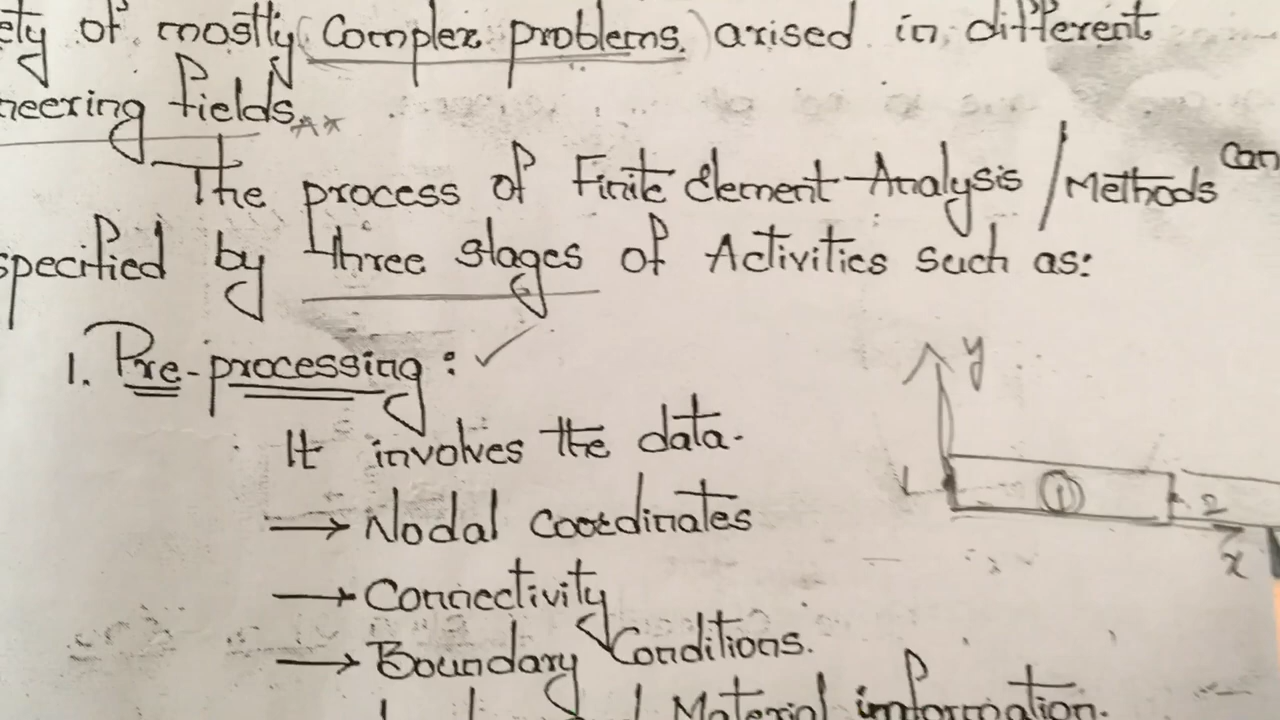 ety of mostly (Complex problems.) arised in different
neering fields.
The process of Finite Element Analysis / Methods can
specified by three stages of Activities such as:
1. Pre-processing : ✓
It involves the data.
→ Nodal coordinates
→ Connectivity
→ Boundary Conditions.
Material information.
y
1
2
x